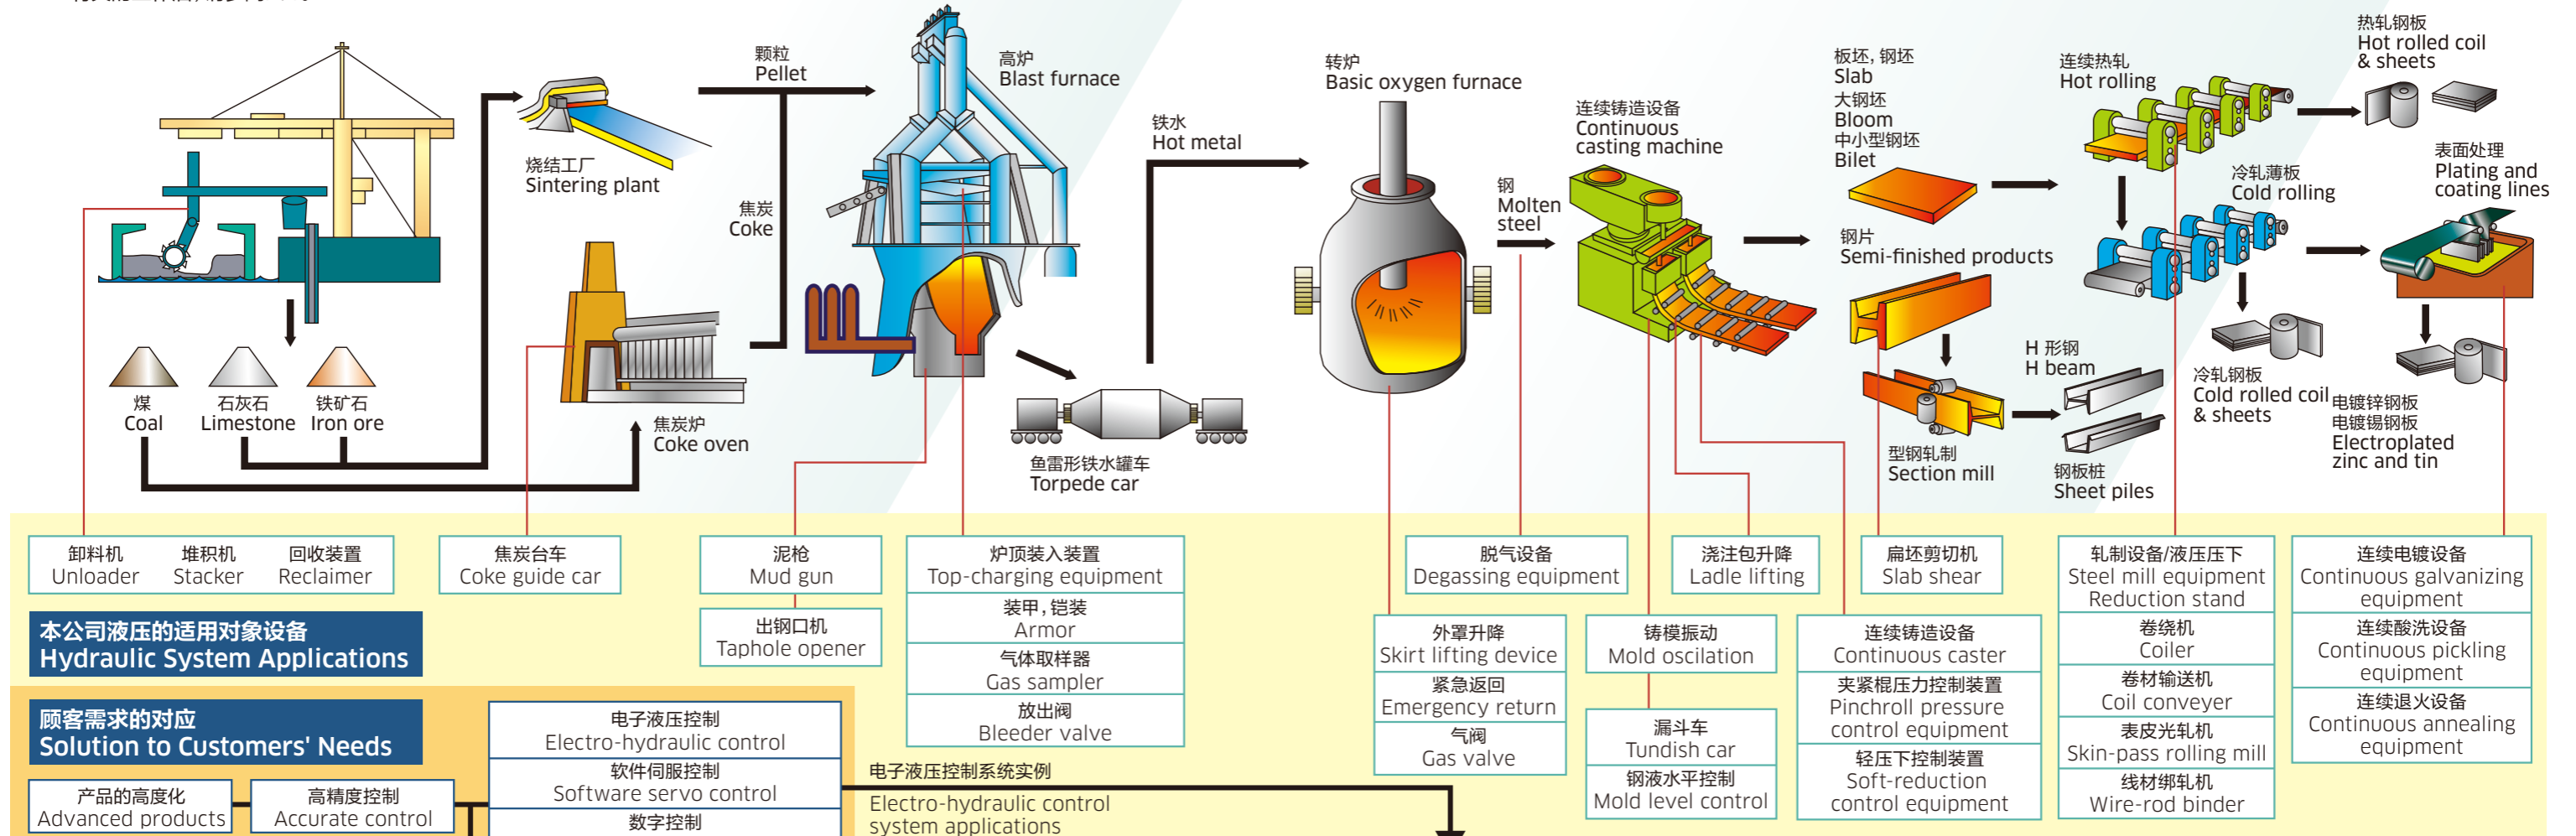 颗粒
Pellet
高炉
Blast furnace
烧结工厂
Sintering plant
焦炭
Coke
煤
Coal
石灰石
Limestone
铁矿石
Iron ore
焦炭炉
Coke oven
铁水
Hot metal
鱼雷形铁水罐车
Torpede car
转炉
Basic oxygen furnace
钢
Molten
steel
连续铸造设备
Continuous
casting machine
板坯, 钢坯
Slab
大钢坯
Bloom
中小型钢坯
Bilet
钢片
Semi-finished products
型钢轧制
Section mill
H 形钢
H beam
钢板桩
Sheet piles
连续热轧
Hot rolling
热轧钢板
Hot rolled coil
& sheets
冷轧薄板
Cold rolling
冷轧钢板
Cold rolled coil
& sheets
表面处理
Plating and
coating lines
电镀锌钢板
电镀锡钢板
Electroplated
zinc and tin
卸料机
Unloader
堆积机
Stacker
回收装置
Reclaimer
焦炭台车
Coke guide car
泥枪
Mud gun
出钢口机
Taphole opener
炉顶装入装置
Top-charging equipment
装甲, 铠装
Armor
气体取样器
Gas sampler
放出阀
Bleeder valve
外罩升降
Skirt lifting device
紧急返回
Emergency return
气阀
Gas valve
脱气设备
Degassing equipment
铸模振动
Mold oscilation
漏斗车
Tundish car
钢液水平控制
Mold level control
浇注包升降
Ladle lifting
连续铸造设备
Continuous caster
夹紧棍压力控制装置
Pinchroll pressure
control equipment
轻压下控制装置
Soft-reduction
control equipment
扁坯剪切机
Slab shear
轧制设备/液压压下
Steel mill equipment
Reduction stand
卷绕机
Coiler
卷材输送机
Coil conveyer
表皮光轧机
Skin-pass rolling mill
线材绑轧机
Wire-rod binder
连续电镀设备
Continuous galvanizing
equipment
连续酸洗设备
Continuous pickling
equipment
连续退火设备
Continuous annealing
equipment
本公司液压的适用对象设备
Hydraulic System Applications
顾客需求的对应
Solution to Customers' Needs
产品的高度化
Advanced products
高精度控制
Accurate control
电子液压控制
Electro-hydraulic control
软件伺服控制
Software servo control
数字控制
电子液压控制系统实例
Electro-hydraulic control
system applications